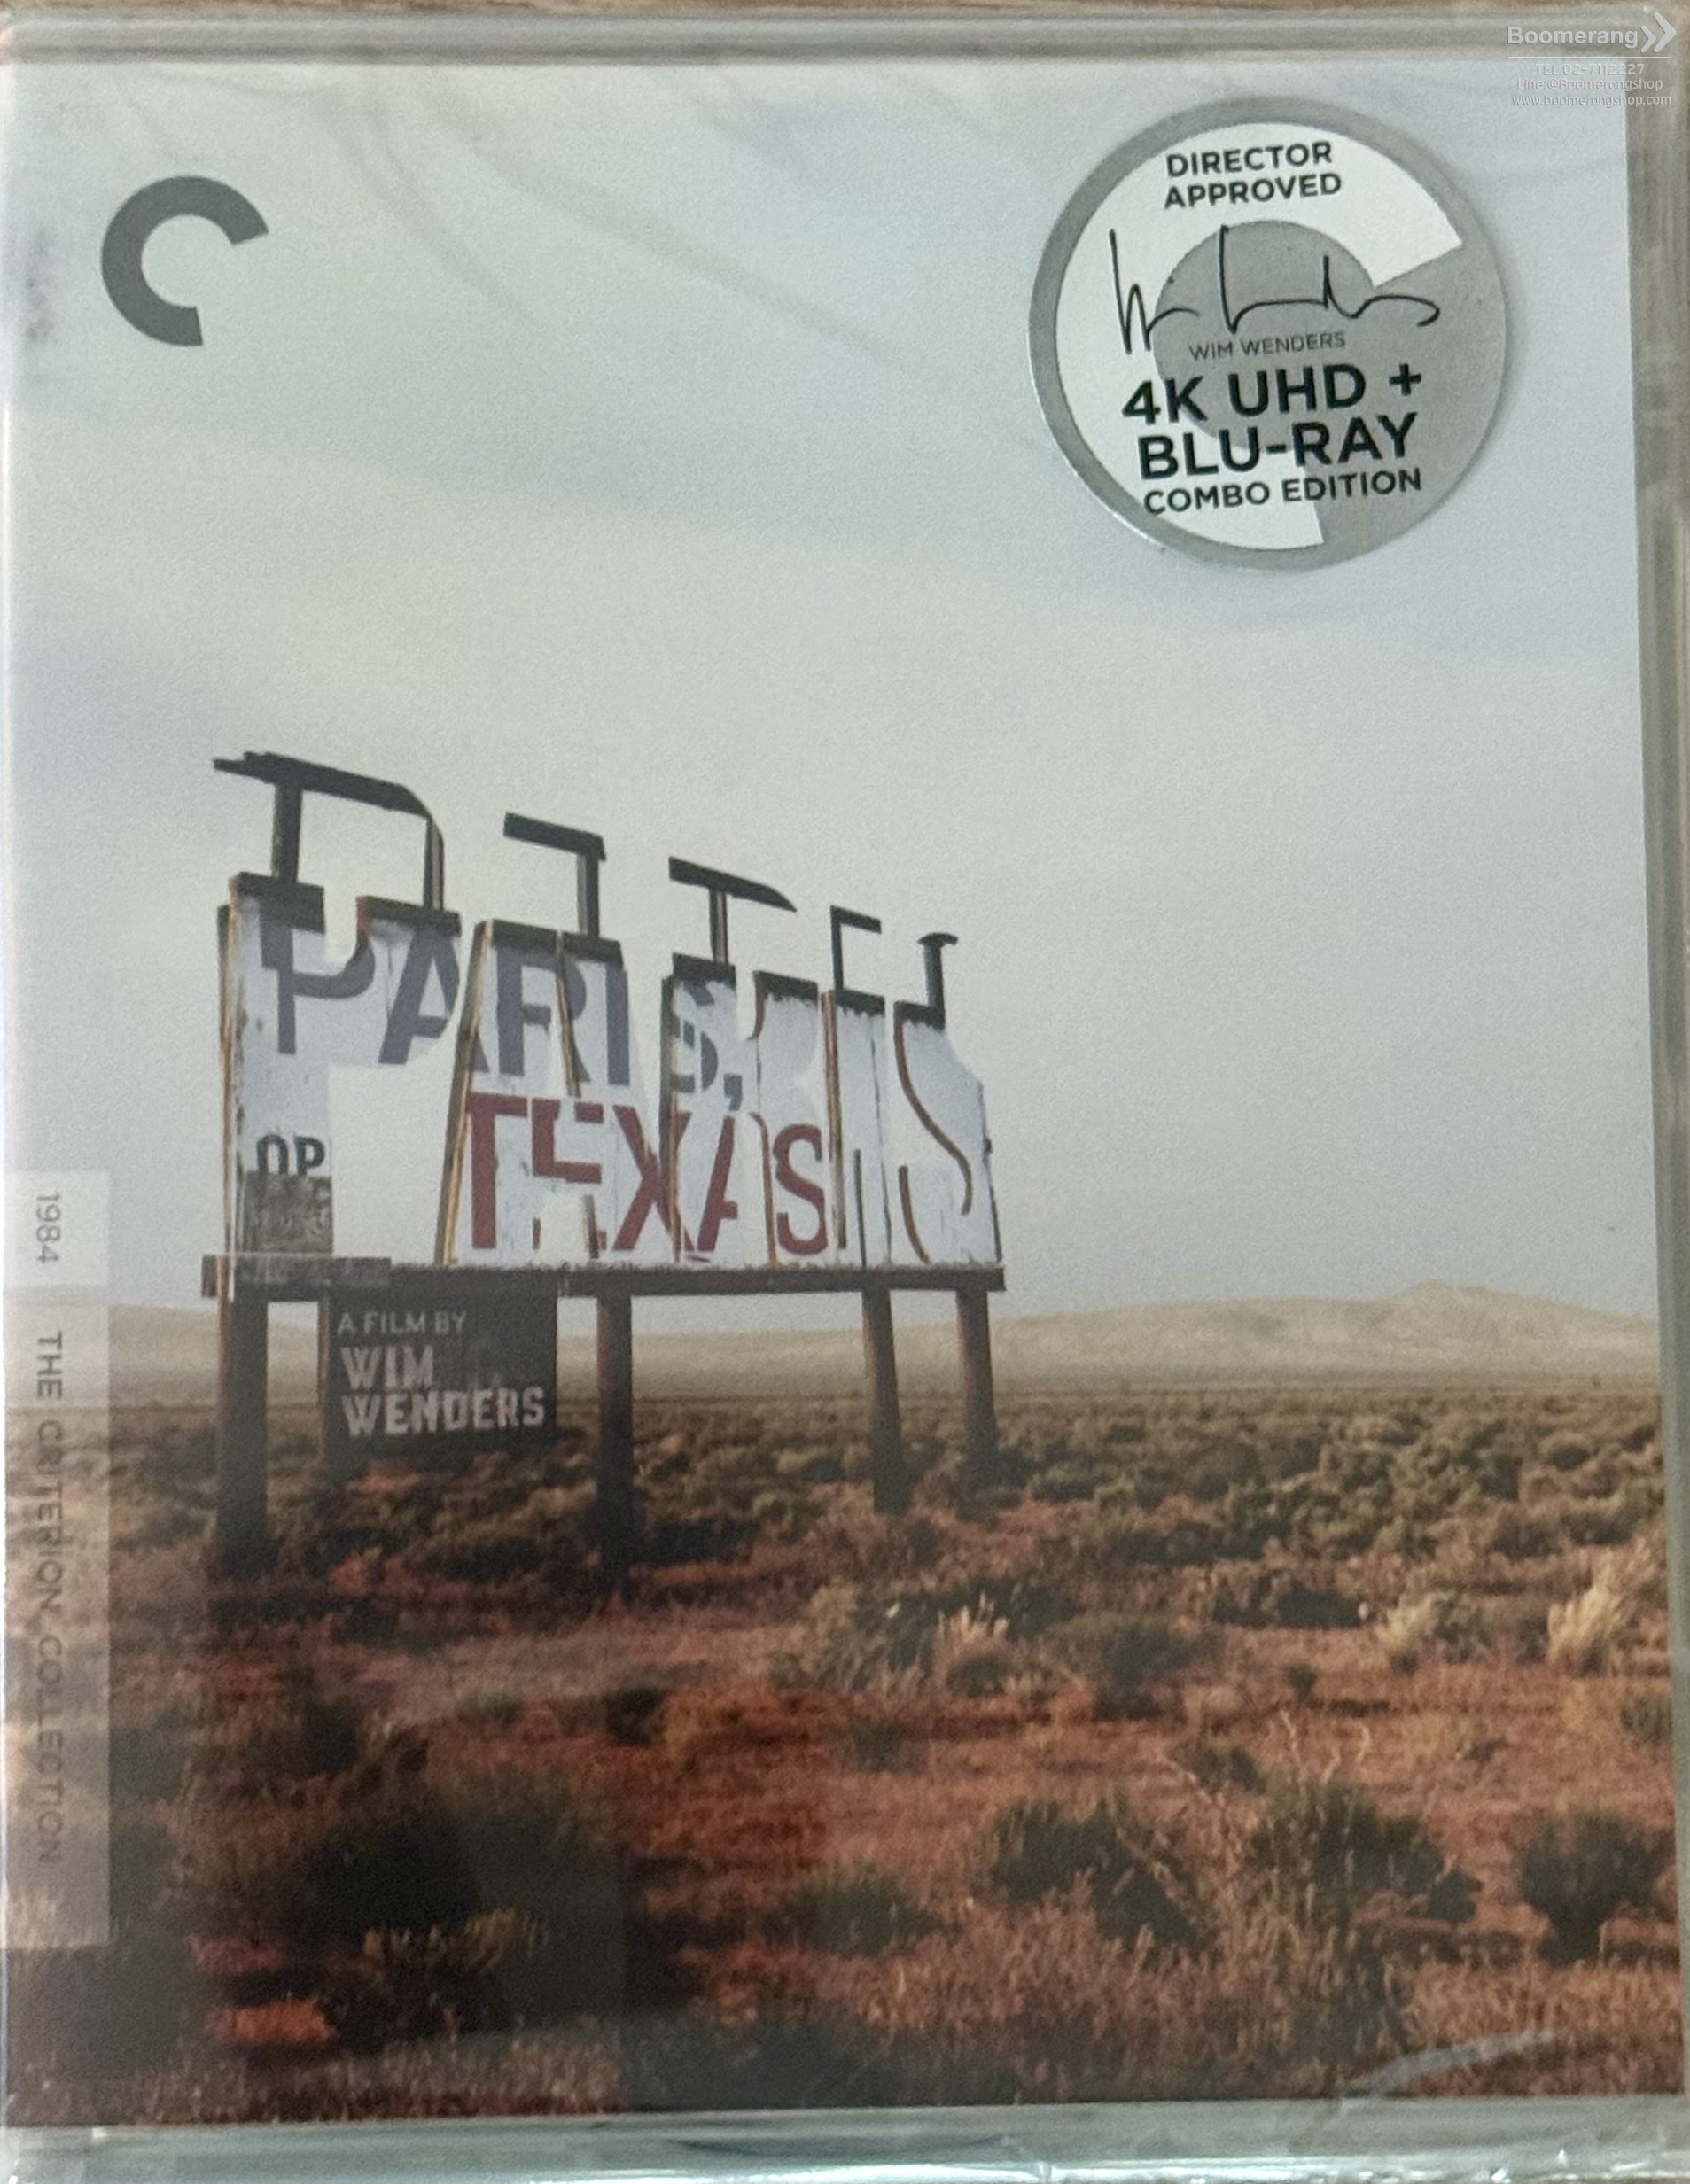 Boomerang
TEL.02-7112227
Line:@Boomerangshop
www.boomerangshop.com
DIRECTOR
APPROVED
WIM WENDERS
4K UHD +
BLU-RAY
COMBO EDITION
PARIS,
TEXAS
OP
A FILM BY
WIM
WENDERS
1984 THE CRITERION COLLECTION